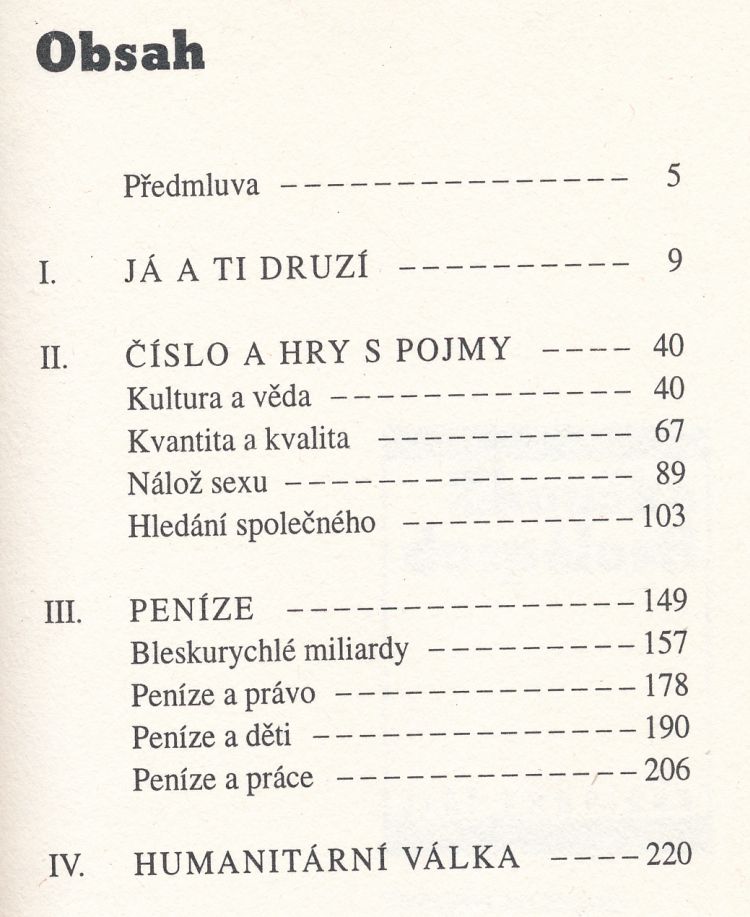 Obsah
Předmluva – – – – – – – – – – – – – – – 5
I. JÁ A TI DRUZÍ – – – – – – – – – – 9
II. ČÍSLO A HRY S POJMY – – – – 40
Kultura a věda – – – – – – – – – – – – – 40
Kvantita a kvalita – – – – – – – – – – – 67
Nálož sexu – – – – – – – – – – – – – – – 89
Hledání společného – – – – – – – – – – 103
III. PENÍZE – – – – – – – – – – – – – – – 149
Bleskurychlé miliardy – – – – – – – – – 157
Peníze a právo – – – – – – – – – – – – – 178
Peníze a děti – – – – – – – – – – – – – – 190
Peníze a práce – – – – – – – – – – – – – 206
IV. HUMANITÁRNÍ VÁLKA – – – – 220